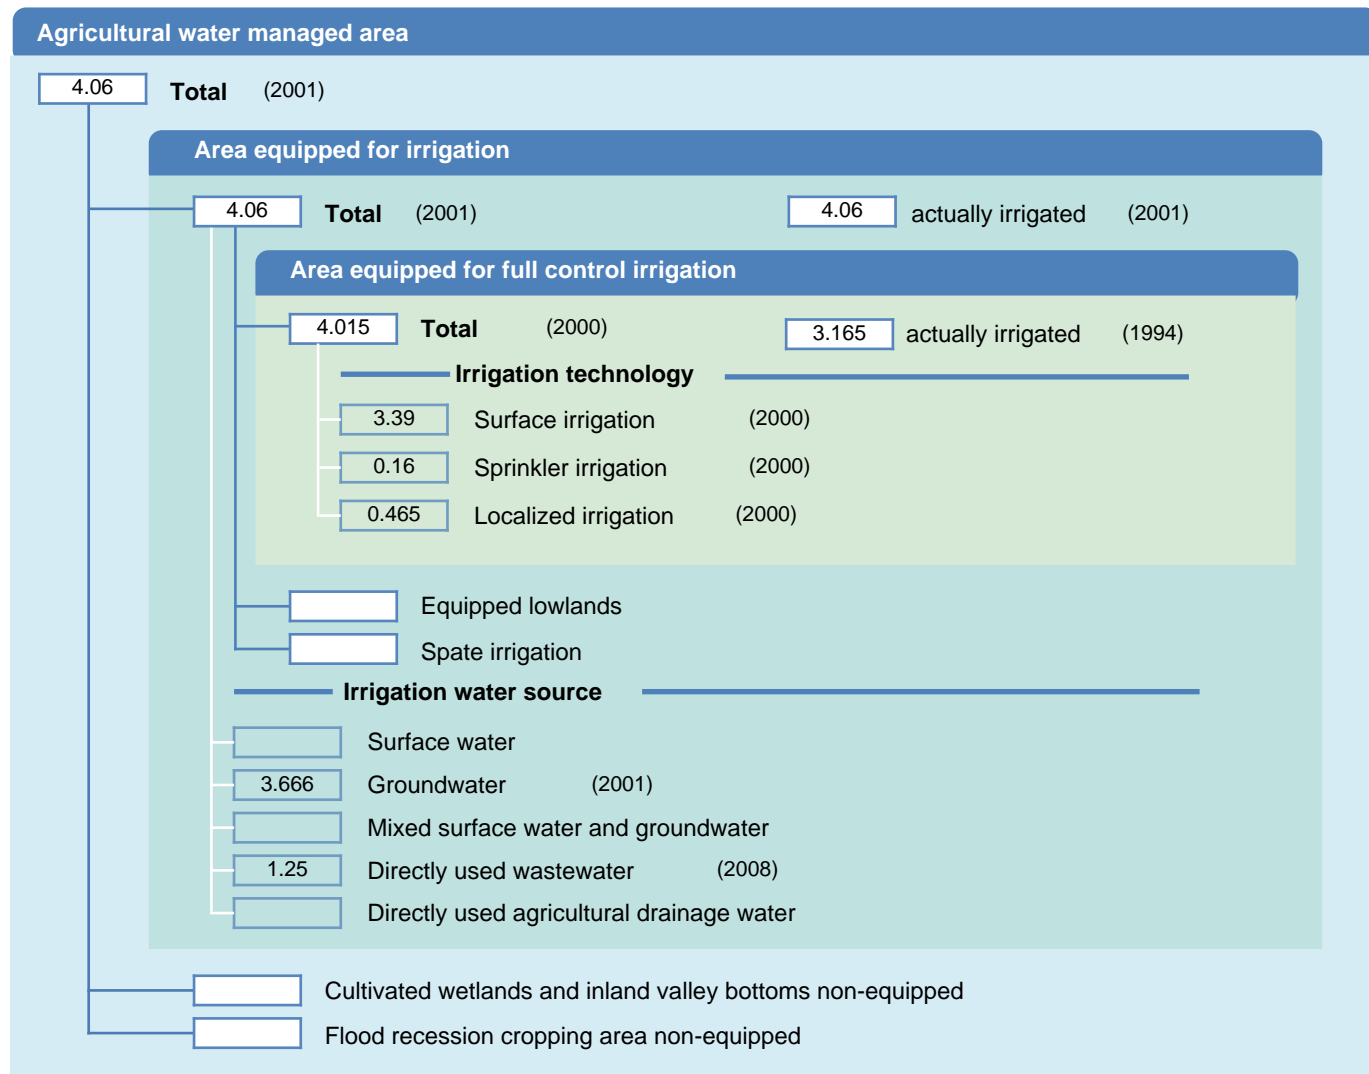 Agricultural water managed area
4.06 Total (2001)
Area equipped for irrigation
4.06 Total (2001) 4.06 actually irrigated (2001)
Area equipped for full control irrigation
4.015 Total (2000) 3.165 actually irrigated (1994)
Irrigation technology
3.39 Surface irrigation (2000)
0.16 Sprinkler irrigation (2000)
0.465 Localized irrigation (2000)
Equipped lowlands
Spate irrigation
Irrigation water source
Surface water
3.666 Groundwater (2001)
Mixed surface water and groundwater
1.25 Directly used wastewater (2008)
Directly used agricultural drainage water
Cultivated wetlands and inland valley bottoms non-equipped
Flood recession cropping area non-equipped